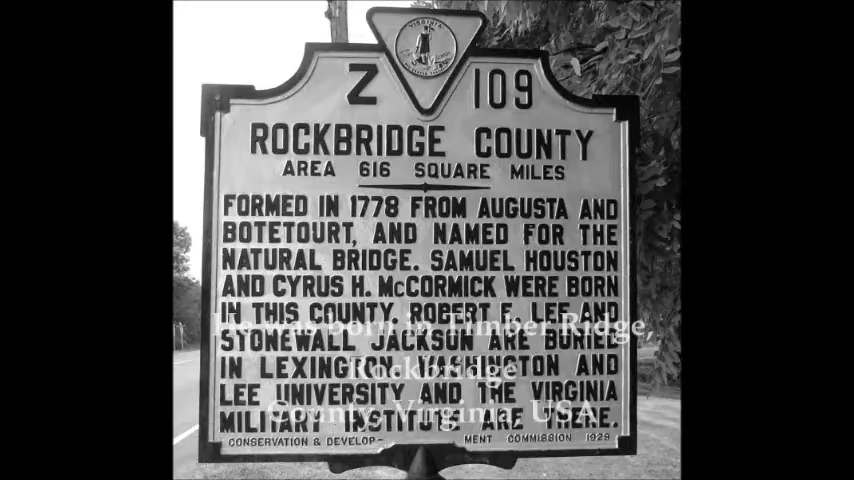 VIRGINIA
Z 109
ROCKBRIDGE COUNTY
AREA 616 SQUARE MILES
FORMED IN 1778 FROM AUGUSTA AND
BOTETOURT, AND NAMED FOR THE
NATURAL BRIDGE. SAMUEL HOUSTON
AND CYRUS H. McCORMICK WERE BORN
IN THIS COUNTY. ROBERT E. LEE AND
STONEWALL JACKSON ARE BURIED
IN LEXINGTON. WASHINGTON AND
LEE UNIVERSITY AND THE VIRGINIA
MILITARY INSTITUTE ARE THERE.
CONSERVATION & DEVELOP- MENT COMMISSION 1929
He was born in Timber Ridge,
Rockbridge
County, Virginia, USA